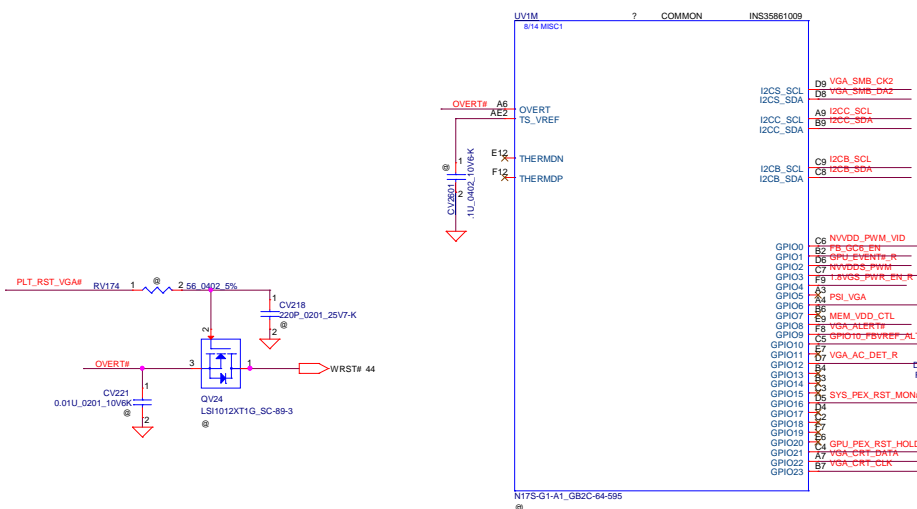 UV1M ? COMMON INS35861009
8/14 MISC1
OVERT# A6 OVERT
AE2 TS_VREF
E12 THERMDN
F12 THERMDP
@ 1
CV2601
.1U_0402_10V6-K
2
I2CS_SCL D9 VGA_SMB_CK2
I2CS_SDA D8 VGA_SMB_DA2
I2CC_SCL A9 I2CC_SCL
I2CC_SDA B9 I2CC_SDA
I2CB_SCL C9 I2CB_SCL
I2CB_SDA C8 I2CB_SDA
GPIO0 C6 NVVDD_PWM_VID
GPIO1 B2 FB_GC6_EN
GPIO2 D6 GPU_EVENT#_R
GPIO3 C7 NVVDDS_PWM
GPIO4 F9 1.8VGS_PWR_EN_R
GPIO5 A3
GPIO6 A4 PSI_VGA
GPIO7 B6
GPIO8 E9 MEM_VDD_CTL
GPIO9 F8 VGA_ALERT#
GPIO10 C5 GPIO10_FBVREF_ALT
GPIO11 E7
GPIO12 D7 VGA_AC_DET_R
GPIO13 B4
GPIO14 B3
GPIO15 C3
GPIO16 D5 SYS_PEX_RST_MON#
GPIO17 D4
GPIO18 C2
GPIO19 F7
GPIO20 E6
GPIO21 C4 GPU_PEX_RST_HOLD
GPIO22 A7 VGA_CRT_DATA
GPIO23 B7 VGA_CRT_CLK
N17S-G1-A1_GB2C-64-595
@
PLT_RST_VGA# RV174 1 @ 2 56_0402_5%
1
CV218
220P_0201_25V7-K
@
2
2
OVERT# 3 1 WRST# 44
1
CV221
0.01U_0201_10V6K
@
2
QV24
LSI1012XT1G_SC-89-3
@